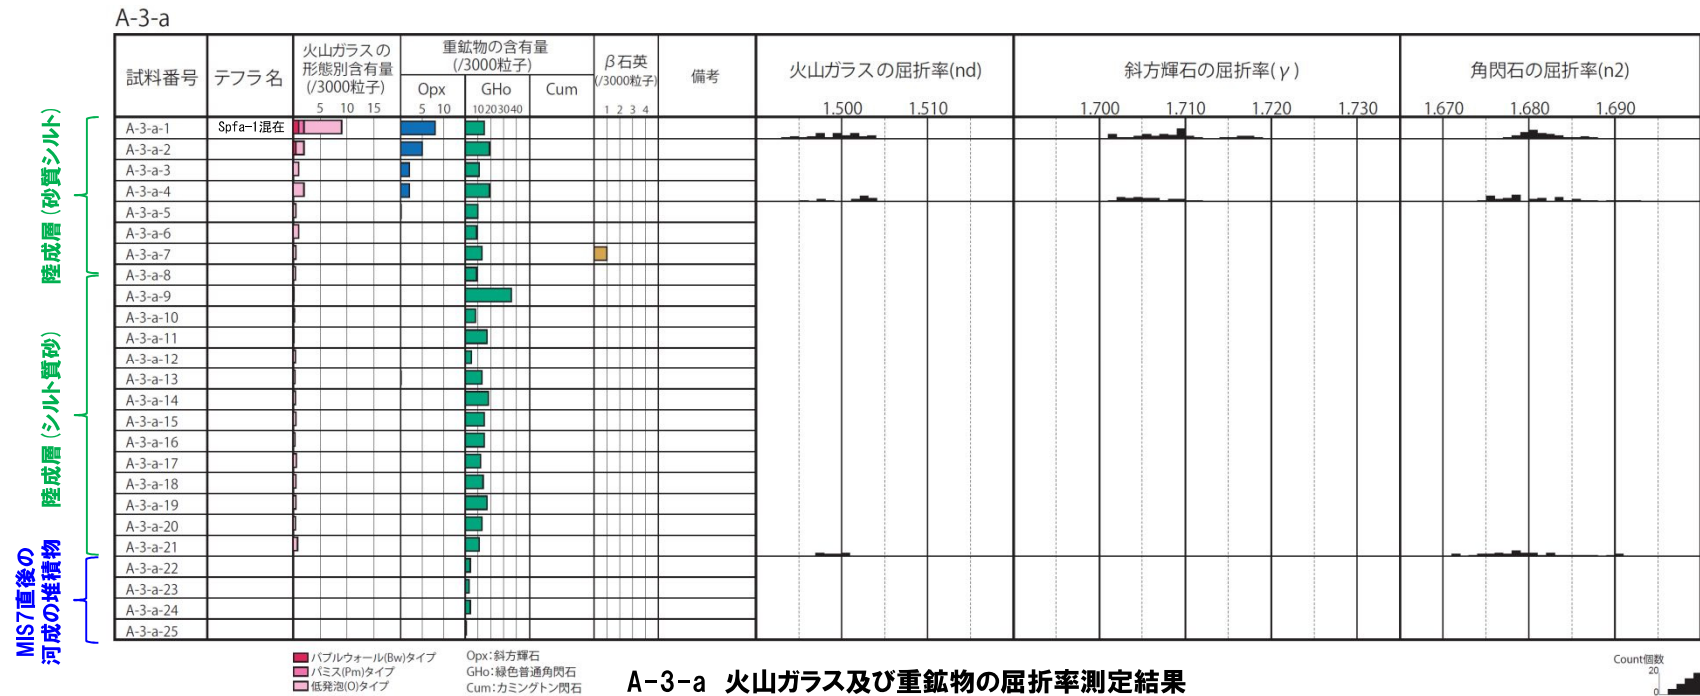 A-3-a
試料番号
テフラ名
火山ガラスの
形態別含有量
(/3000粒子)
5 10 15
重鉱物の含有量
(/3000粒子)
Opx
5 10
GHo
10203040
Cum
β石英
(/3000粒子)
1 2 3 4
備考
火山ガラスの屈折率(nd)
1.500 1.510
斜方輝石の屈折率(γ)
1.700 1.710 1.720 1.730
角閃石の屈折率(n2)
1.670 1.680 1.690
陸成層(砂質シルト)
陸成層(シルト質砂)
MIS7直後の
河成の堆積物
A-3-a-1 Spfa-1混在
A-3-a-2
A-3-a-3
A-3-a-4
A-3-a-5
A-3-a-6
A-3-a-7
A-3-a-8
A-3-a-9
A-3-a-10
A-3-a-11
A-3-a-12
A-3-a-13
A-3-a-14
A-3-a-15
A-3-a-16
A-3-a-17
A-3-a-18
A-3-a-19
A-3-a-20
A-3-a-21
A-3-a-22
A-3-a-23
A-3-a-24
A-3-a-25
バブルウォール(Bw)タイプ
パミス(Pm)タイプ
低発泡(O)タイプ
Opx:斜方輝石
GHo:緑色普通角閃石
Cum:カミングトン閃石
A-3-a 火山ガラス及び重鉱物の屈折率測定結果
Count個数
20
0